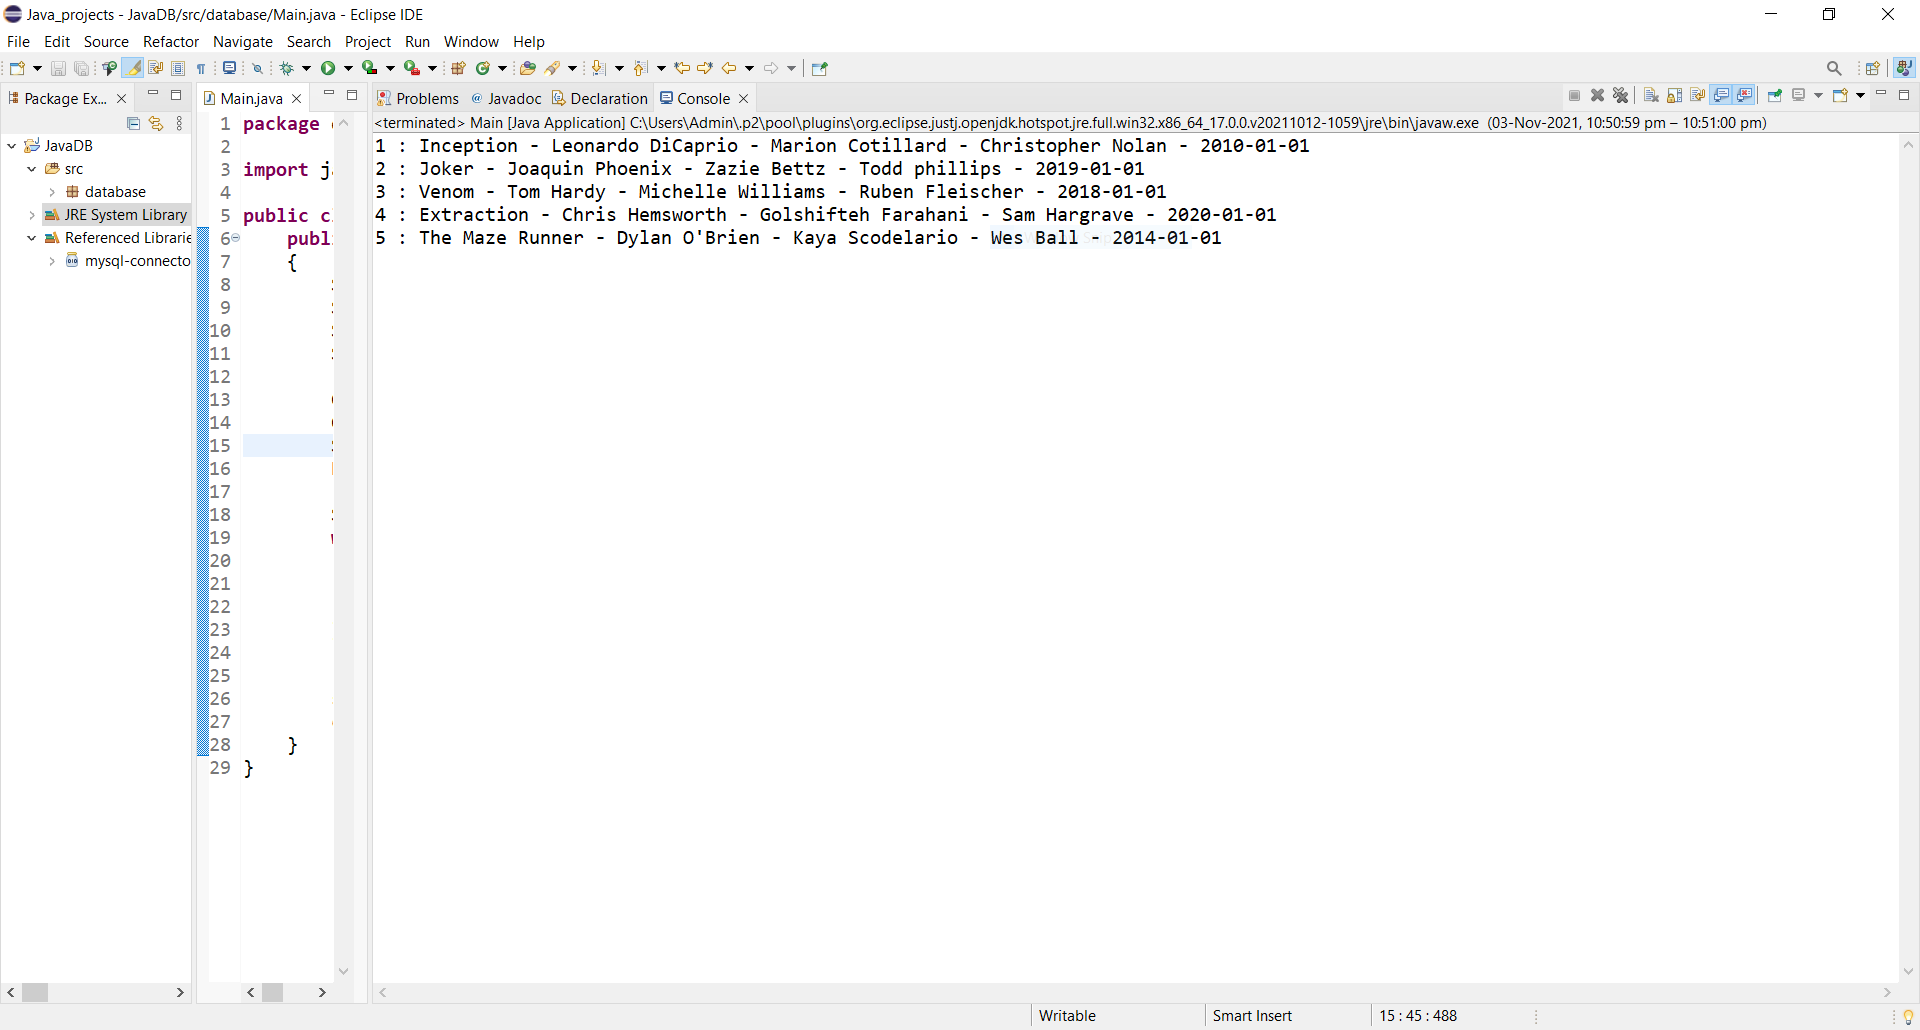 Java_projects - JavaDB/src/database/Main.java - Eclipse IDE
File Edit Source Refactor Navigate Search Project Run Window Help
Package Ex...
Main.java
Problems @ Javadoc Declaration Console
<terminated> Main [Java Application] C:\Users\Admin\.p2\pool\plugins\org.eclipse.justj.openjdk.hotspot.jre.full.win32.x86_64_17.0.0.v20211012-1059\jre\bin\javaw.exe (03-Nov-2021, 10:50:59 pm – 10:51:00 pm)
JavaDB
src
database
JRE System Library
Referenced Librarie
mysql-connecto
1 package
2
3 import j
4
5 public c
6 publ
7 {
8
9
10
11
12
13
14
15
16
17
18
19
20
21
22
23
24
25
26
27
28 }
29 }
1 : Inception - Leonardo DiCaprio - Marion Cotillard - Christopher Nolan - 2010-01-01
2 : Joker - Joaquin Phoenix - Zazie Bettz - Todd phillips - 2019-01-01
3 : Venom - Tom Hardy - Michelle Williams - Ruben Fleischer - 2018-01-01
4 : Extraction - Chris Hemsworth - Golshifteh Farahani - Sam Hargrave - 2020-01-01
5 : The Maze Runner - Dylan O'Brien - Kaya Scodelario - Wes Ball - 2014-01-01
Writable Smart Insert 15 : 45 : 488